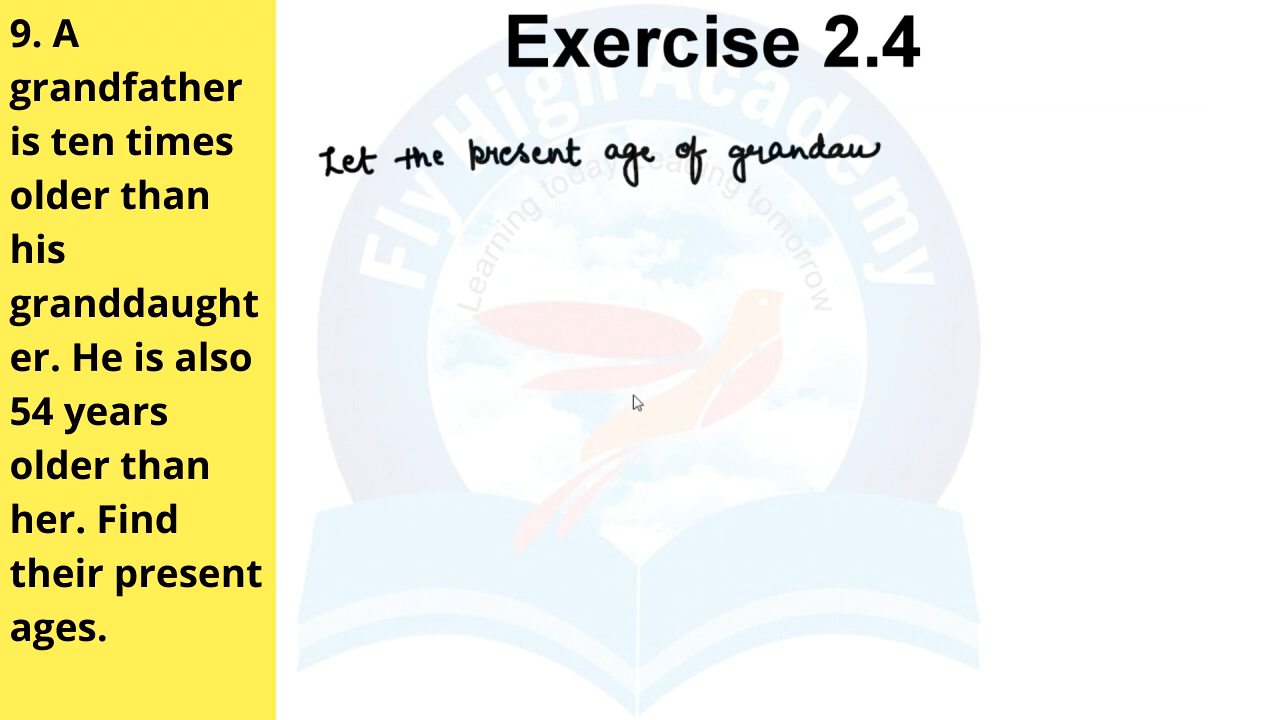 9. A
grandfather
is ten times
older than
his
granddaught
er. He is also
54 years
older than
her. Find
their present
ages.
Exercise 2.4
Fly High Academy
Learning today Leading tomorrow
Let the present age of grandau